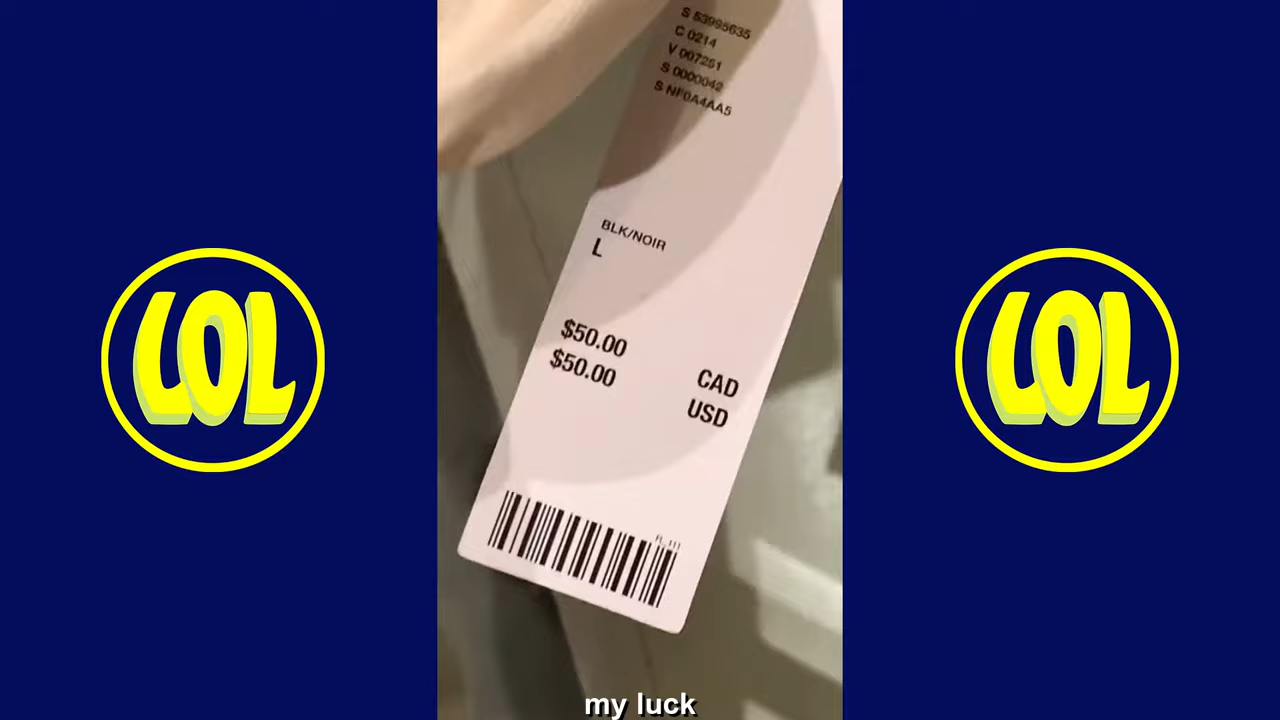 S 53995635
C 0214
V 007251
S 0000042
S NF0A4AA5
BLK/NOIR
L
$50.00 CAD
$50.00 USD
LOL
LOL
my luck